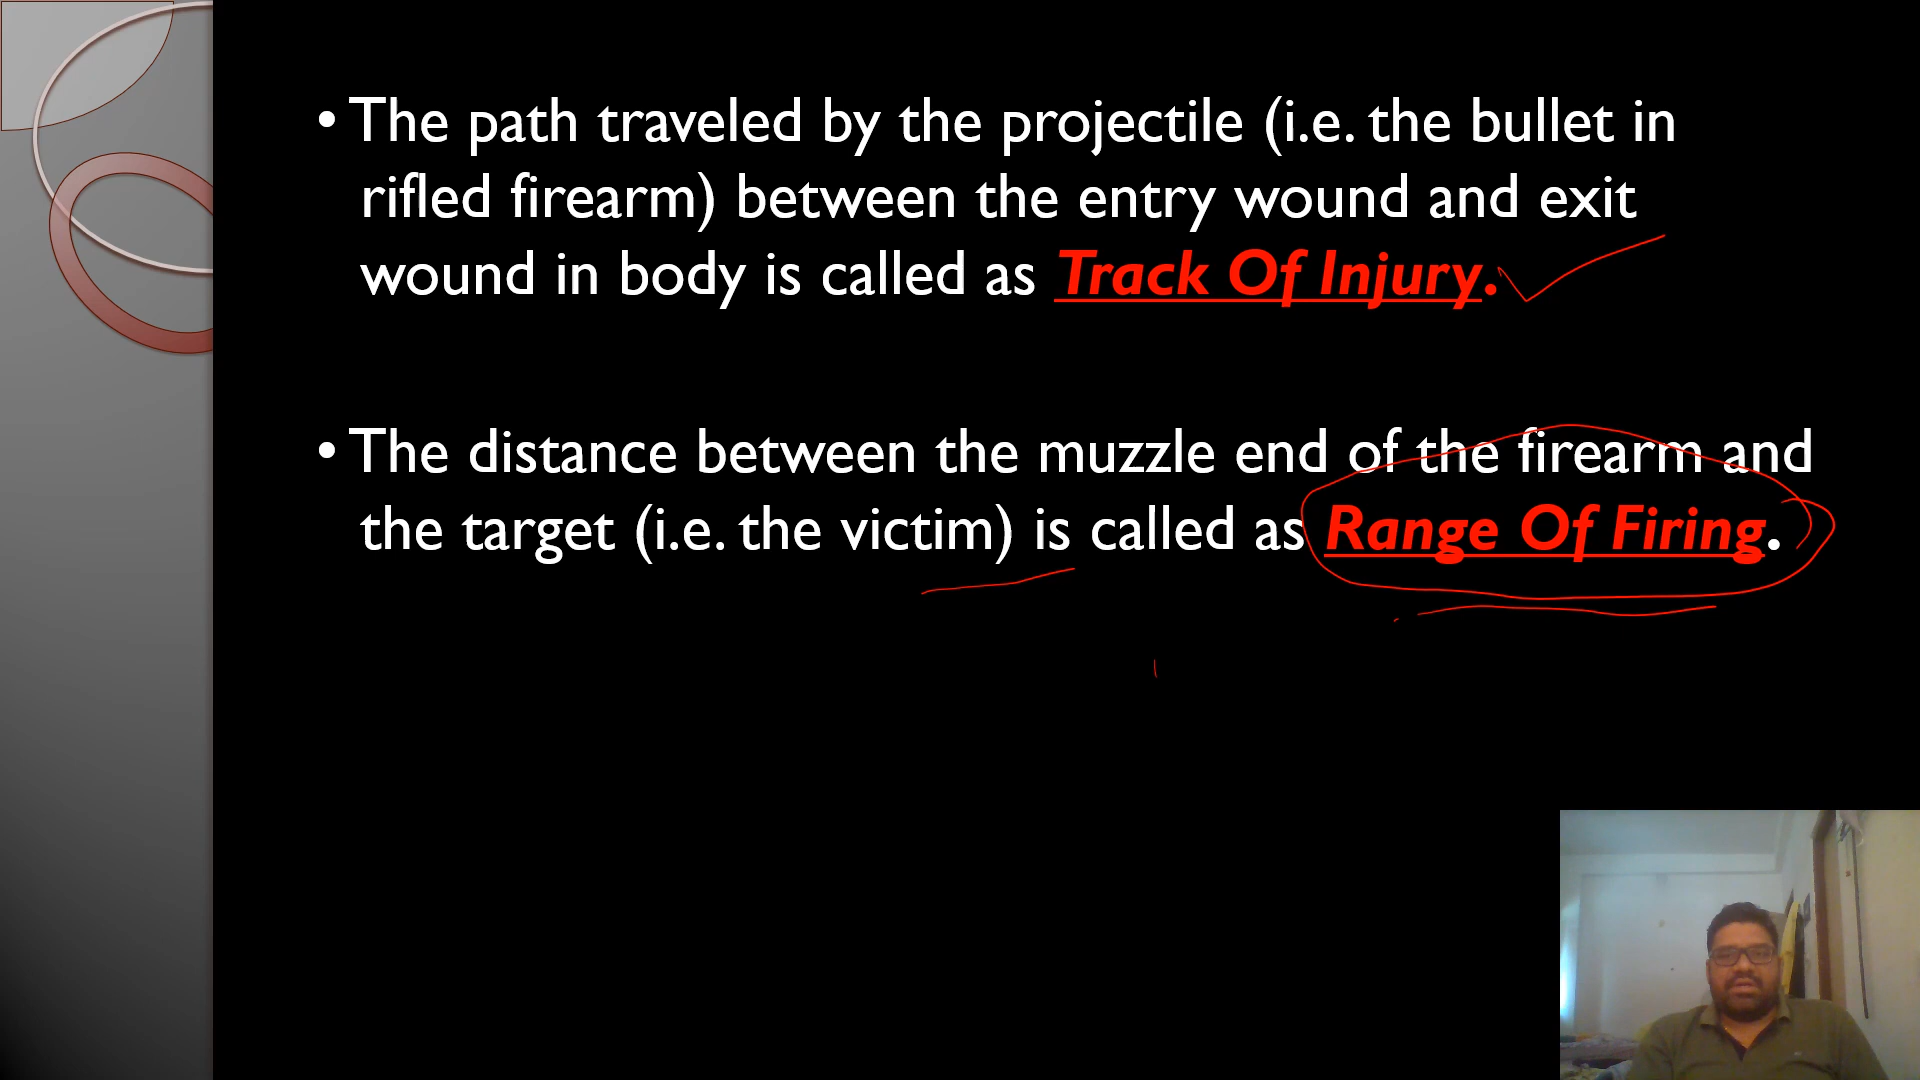 • The path traveled by the projectile (i.e. the bullet in
rifled firearm) between the entry wound and exit
wound in body is called as Track Of Injury.
• The distance between the muzzle end of the firearm and
the target (i.e. the victim) is called as Range Of Firing.